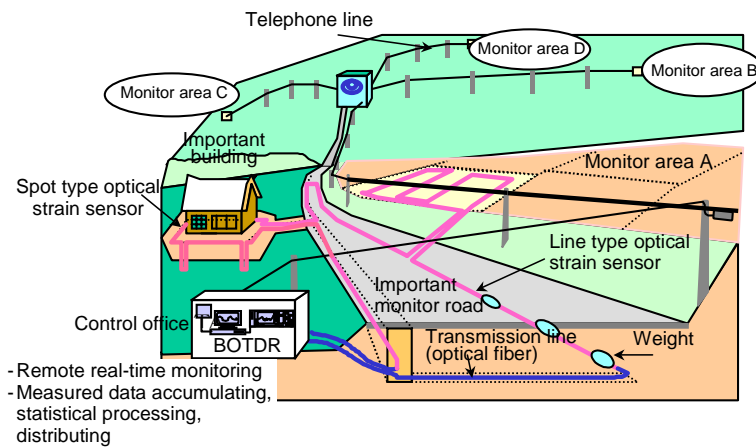 Telephone line
Monitor area D
Monitor area B
Monitor area C
Important
building
Monitor area A
Spot type optical
strain sensor
Line type optical
strain sensor
Important
monitor road
Control office
BOTDR
Transmission line
(optical fiber)
Weight
-Remote real-time monitoring
-Measured data accumulating,
statistical processing,
distributing